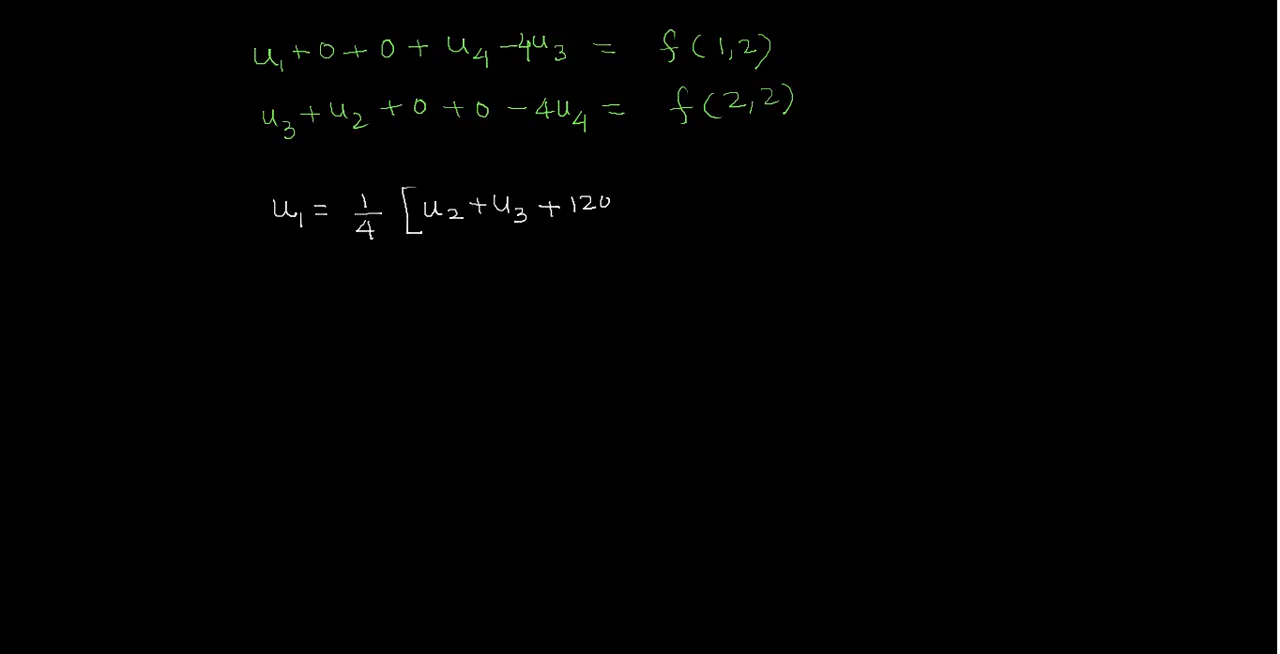 u₁ + 0 + 0 + u₄ - 4u₃ = f(1,2)
u₃ + u₂ + 0 + 0 - 4u₄ = f(2,2)
u₁ = 1/4 [u₂ + u₃ + 120